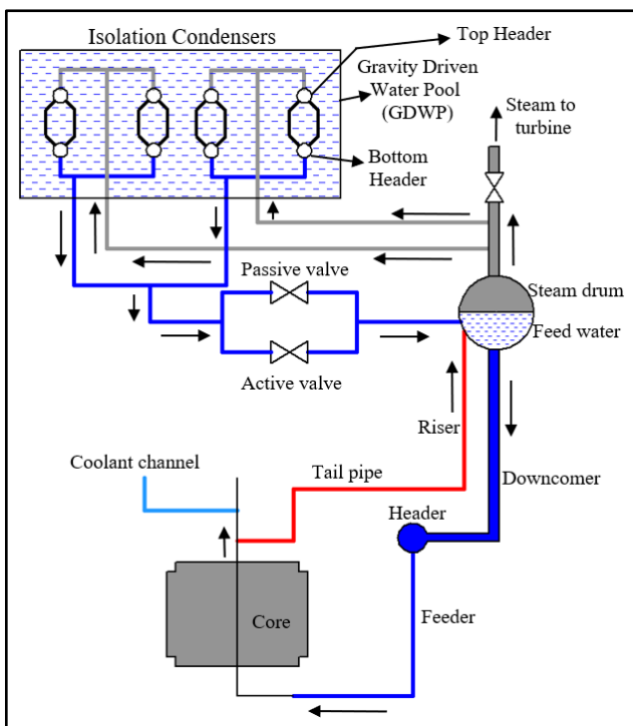 Isolation Condensers
Top Header
Gravity Driven
Water Pool
(GDWP)
Steam to
turbine
Bottom
Header
Passive valve
Steam drum
Feed water
Active valve
Riser
Coolant channel
Tail pipe
Downcomer
Header
Core
Feeder